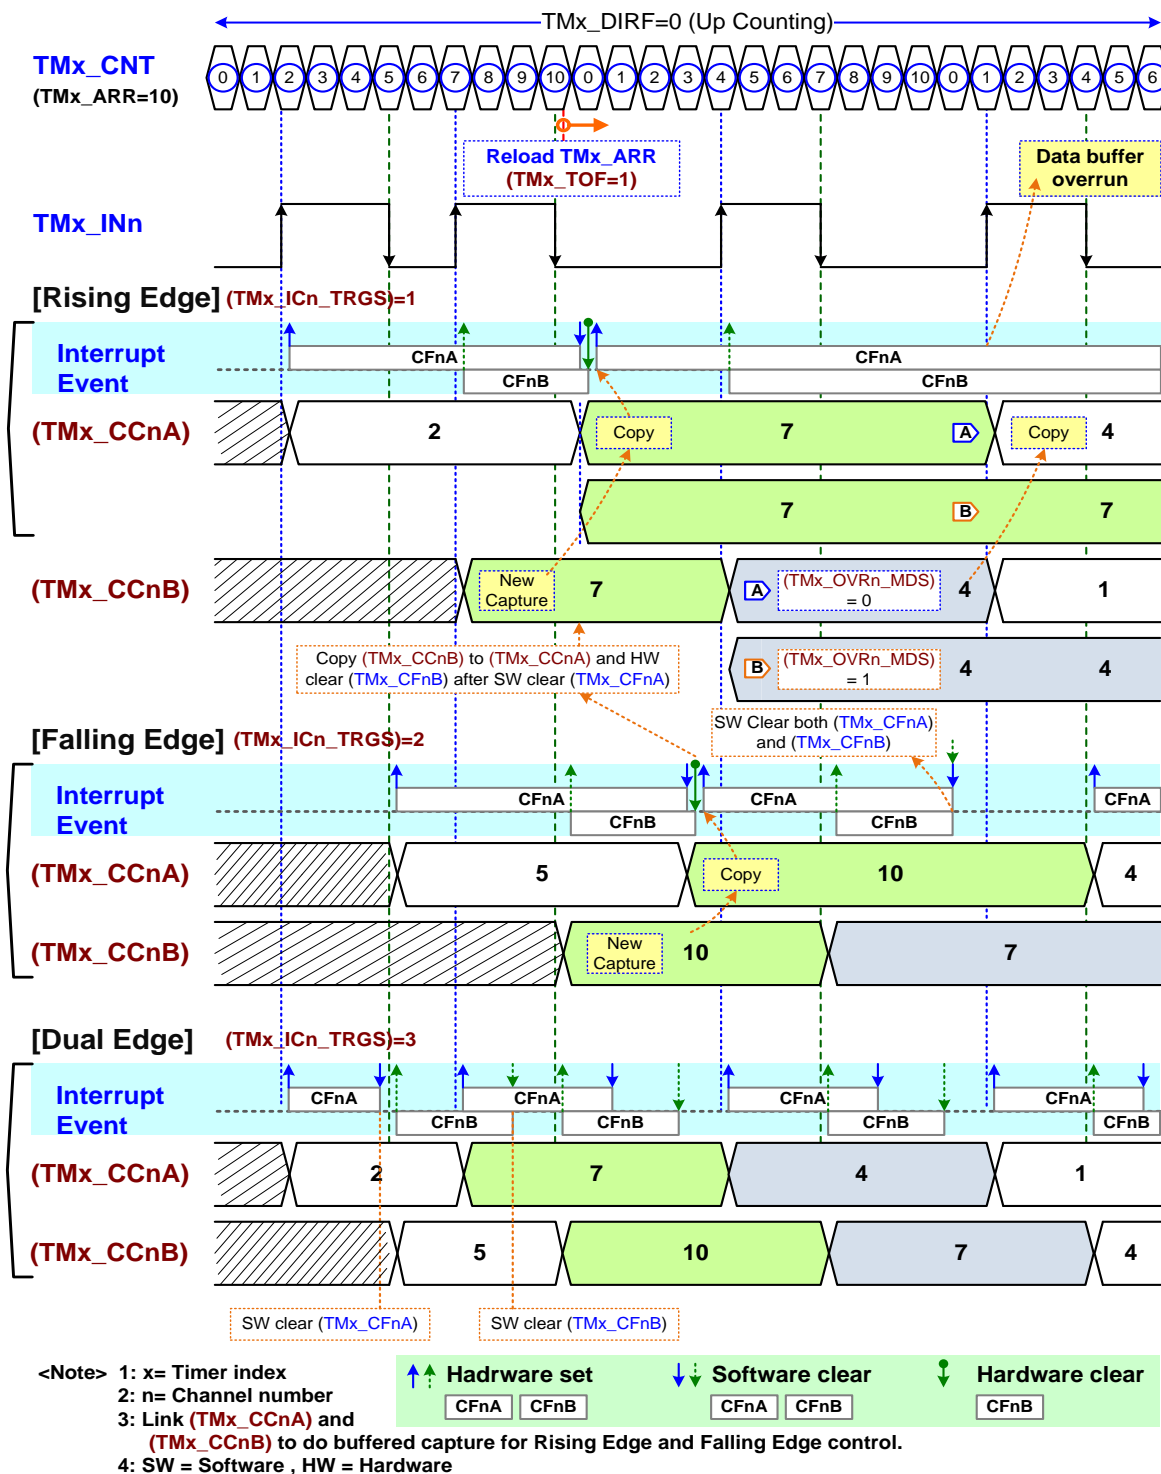 TMx_DIRF=0 (Up Counting)
TMx_CNT
(TMx_ARR=10)
0 1 2 3 4 5 6 7 8 9 10 0 1 2 3 4 5 6 7 8 9 10 0 1 2 3 4 5 6
Reload TMx_ARR
(TMx_TOF=1)
Data buffer
overrun
TMx_INn
[Rising Edge] (TMx_ICn_TRGS)=1
Interrupt
Event
CFnA CFnA
CFnB CFnB
(TMx_CCnA)
2 Copy 7 A Copy 4
7 B 7
(TMx_CCnB)
New
Capture
7 A (TMx_OVRn_MDS)
= 0
4 1
B (TMx_OVRn_MDS)
= 1
4 4
Copy (TMx_CCnB) to (TMx_CCnA) and HW
clear (TMx_CFnB) after SW clear (TMx_CFnA)
SW Clear both (TMx_CFnA)
and (TMx_CFnB)
[Falling Edge] (TMx_ICn_TRGS)=2
Interrupt
Event
CFnA CFnA CFnA
CFnB CFnB
(TMx_CCnA)
5 Copy 10 4
(TMx_CCnB)
New
Capture
10 7
[Dual Edge] (TMx_ICn_TRGS)=3
Interrupt
Event
CFnA CFnA CFnA CFnA
CFnB CFnB CFnB CFnB
(TMx_CCnA)
2 7 4 1
(TMx_CCnB)
5 10 7 4
SW clear (TMx_CFnA)
SW clear (TMx_CFnB)
<Note> 1: x= Timer index
2: n= Channel number
3: Link (TMx_CCnA) and
(TMx_CCnB) to do buffered capture for Rising Edge and Falling Edge control.
4: SW = Software , HW = Hardware
Hadrware set
CFnA CFnB
Software clear
CFnA CFnB
Hardware clear
CFnB